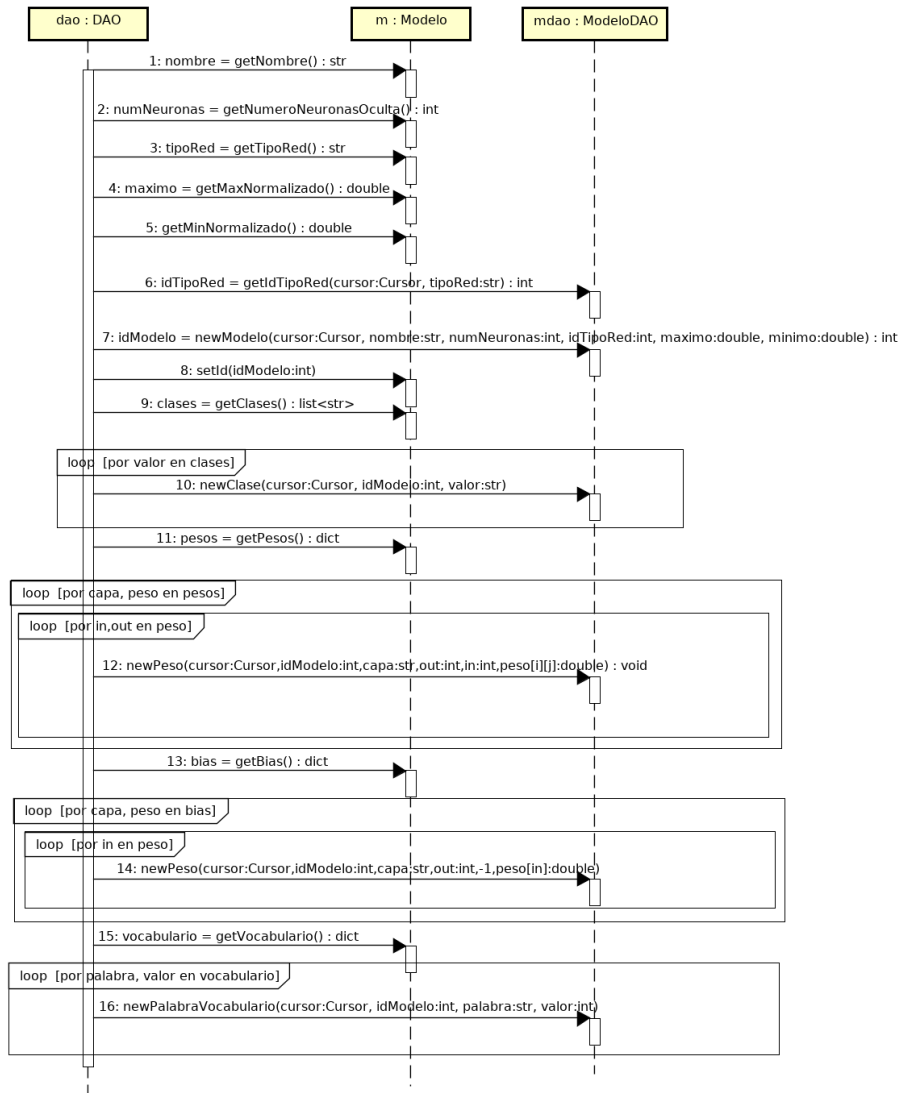 dao : DAO
m : Modelo
mdao : ModeloDAO
1: nombre = getNombre() : str
2: numNeuronas = getNumeroNeuronasOculta() : int
3: tipoRed = getTipoRed() : str
4: maximo = getMaxNormalizado() : double
5: getMinNormalizado() : double
6: idTipoRed = getIdTipoRed(cursor:Cursor, tipoRed:str) : int
7: idModelo = newModelo(cursor:Cursor, nombre:str, numNeuronas:int, idTipoRed:int, maximo:double, minimo:double) : int
8: setId(idModelo:int)
9: clases = getClases() : list<str>
loop [por valor en clases]
10: newClase(cursor:Cursor, idModelo:int, valor:str)
11: pesos = getPesos() : dict
loop [por capa, peso en pesos]
loop [por in,out en peso]
12: newPeso(cursor:Cursor,idModelo:int,capa:str,out:int,in:int,peso[i][j]:double) : void
13: bias = getBias() : dict
loop [por capa, peso en bias]
loop [por in en peso]
14: newPeso(cursor:Cursor,idModelo:int,capa:str,out:int,-1,peso[in]:double)
15: vocabulario = getVocabulario() : dict
loop [por palabra, valor en vocabulario]
16: newPalabraVocabulario(cursor:Cursor, idModelo:int, palabra:str, valor:int)